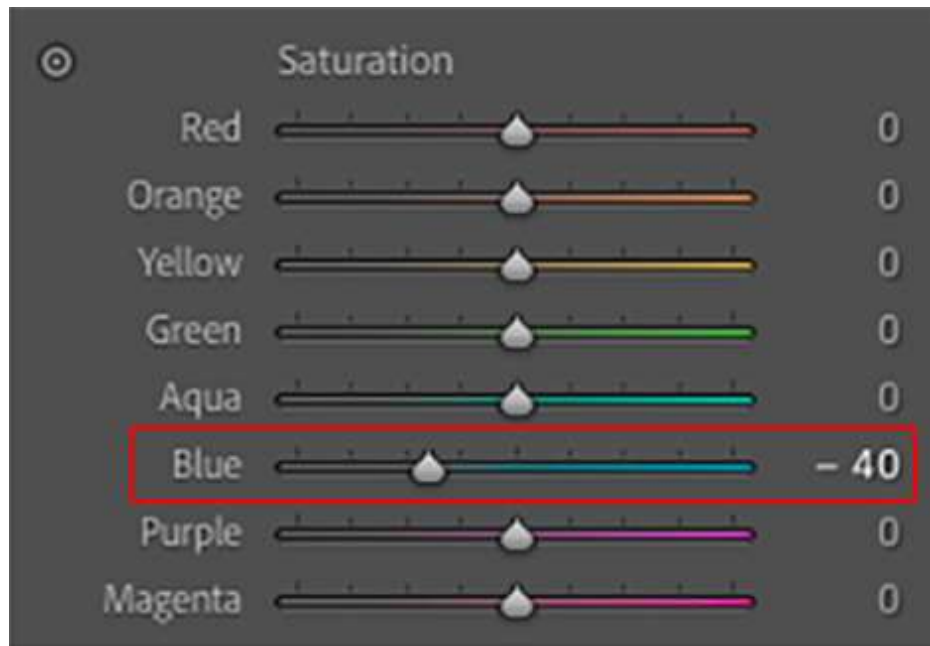 Saturation
Red 0
Orange 0
Yellow 0
Green 0
Aqua 0
Blue – 40
Purple 0
Magenta 0